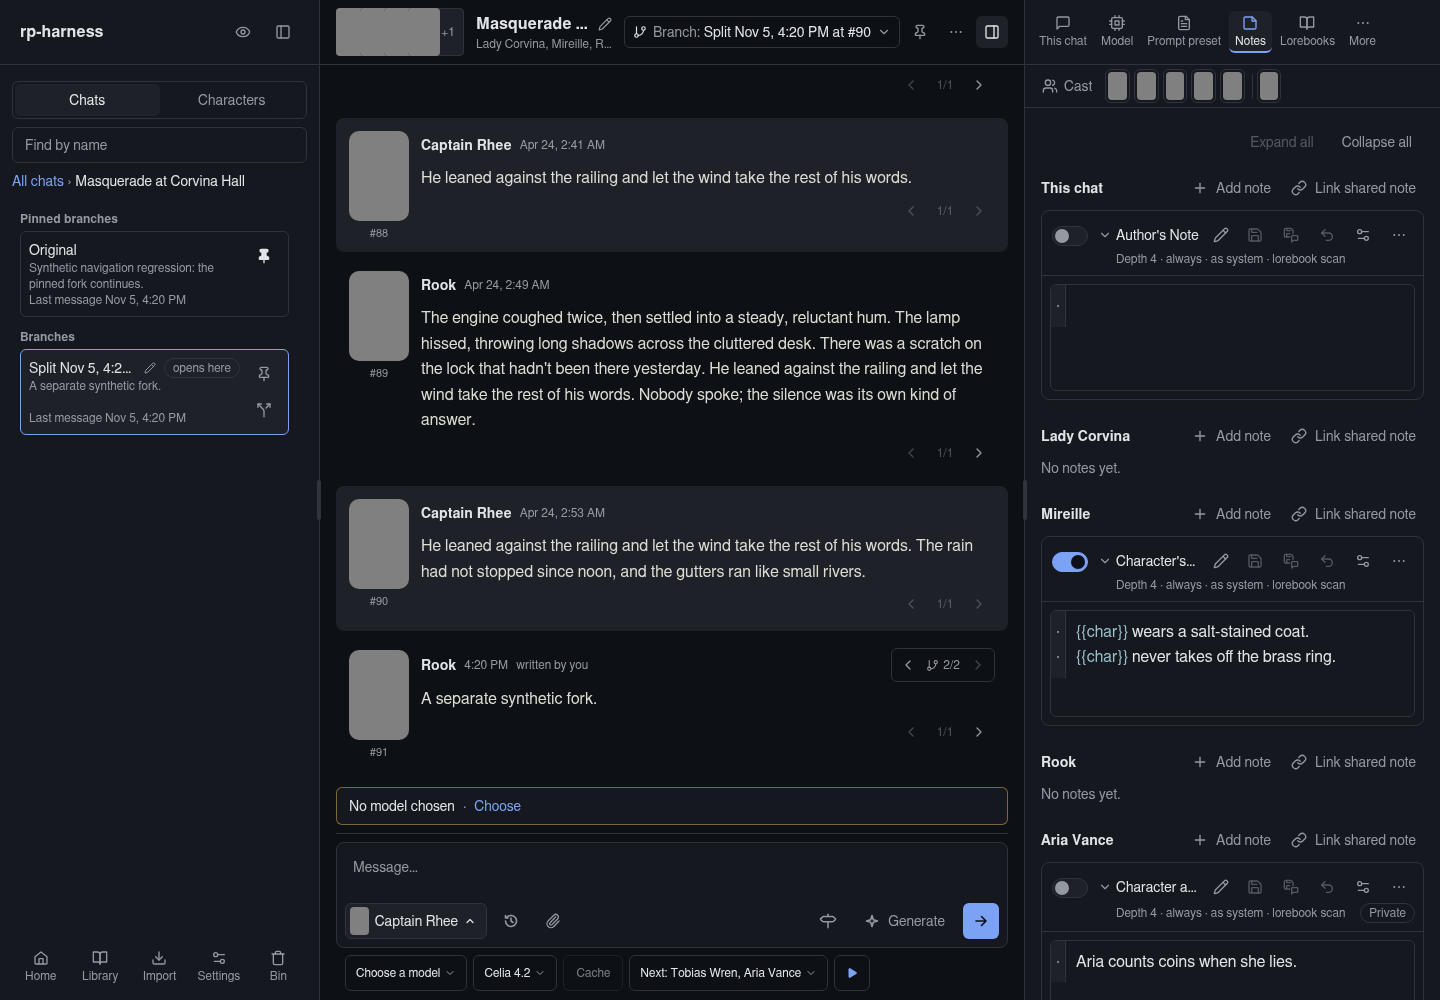 rp-harness
Chats
Characters
Find by name
All chats › Masquerade at Corvina Hall
Pinned branches
Original
Synthetic navigation regression: the
pinned fork continues.
Last message Nov 5, 4:20 PM
Branches
Split Nov 5, 4:2...
opens here
A separate synthetic fork.
Last message Nov 5, 4:20 PM
Home
Library
Import
Settings
Bin
+1
Masquerade ...
Lady Corvina, Mireille, R...
Branch: Split Nov 5, 4:20 PM at #90
1/1
Captain Rhee Apr 24, 2:41 AM
He leaned against the railing and let the wind take the rest of his words.
1/1
#88
Rook Apr 24, 2:49 AM
The engine coughed twice, then settled into a steady, reluctant hum. The lamp
hissed, throwing long shadows across the cluttered desk. There was a scratch on
the lock that hadn't been there yesterday. He leaned against the railing and let the
wind take the rest of his words. Nobody spoke; the silence was its own kind of
answer.
#89
1/1
Captain Rhee Apr 24, 2:53 AM
He leaned against the railing and let the wind take the rest of his words. The rain
had not stopped since noon, and the gutters ran like small rivers.
#90
1/1
Rook 4:20 PM written by you
2/2
A separate synthetic fork.
1/1
#91
No model chosen · Choose
Message...
Captain Rhee
Generate
Choose a model
Celia 4.2
Cache
Next: Tobias Wren, Aria Vance
This chat
Model
Prompt preset
Notes
Lorebooks
More
Cast
Expand all
Collapse all
This chat
Add note
Link shared note
Author's Note
Depth 4 · always · as system · lorebook scan
Lady Corvina
Add note
Link shared note
No notes yet.
Mireille
Add note
Link shared note
Character's...
Depth 4 · always · as system · lorebook scan
{{char}} wears a salt-stained coat.
{{char}} never takes off the brass ring.
Rook
Add note
Link shared note
No notes yet.
Aria Vance
Add note
Link shared note
Character a...
Depth 4 · always · as system · lorebook scan
Private
Aria counts coins when she lies.